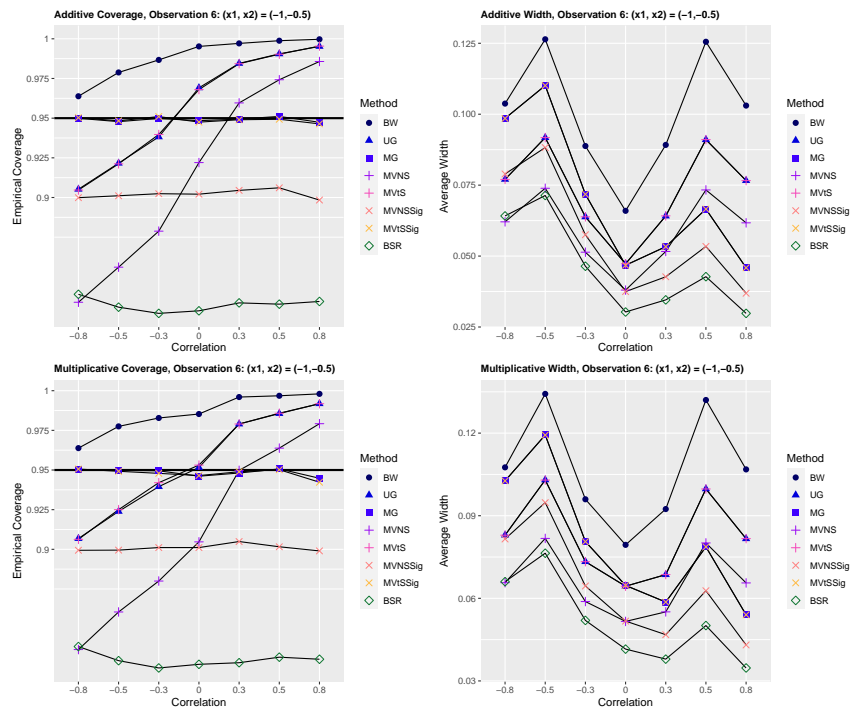 Additive Coverage, Observation 6: (x1, x2) = (−1,−0.5)
Empirical Coverage
1
0.975
0.95
0.925
0.9
−0.8 −0.5 −0.3 0 0.3 0.5 0.8
Correlation
Method
BW
UG
MG
MVNS
MVtS
MVNSSig
MVtSSig
BSR
Additive Width, Observation 6: (x1, x2) = (−1,−0.5)
Average Width
0.125
0.100
0.075
0.050
0.025
−0.8 −0.5 −0.3 0 0.3 0.5 0.8
Correlation
Method
BW
UG
MG
MVNS
MVtS
MVNSSig
MVtSSig
BSR
Multiplicative Coverage, Observation 6: (x1, x2) = (−1,−0.5)
Empirical Coverage
1
0.975
0.95
0.925
0.9
−0.8 −0.5 −0.3 0 0.3 0.5 0.8
Correlation
Method
BW
UG
MG
MVNS
MVtS
MVNSSig
MVtSSig
BSR
Multiplicative Width, Observation 6: (x1, x2) = (−1,−0.5)
Average Width
0.12
0.09
0.06
0.03
−0.8 −0.5 −0.3 0 0.3 0.5 0.8
Correlation
Method
BW
UG
MG
MVNS
MVtS
MVNSSig
MVtSSig
BSR